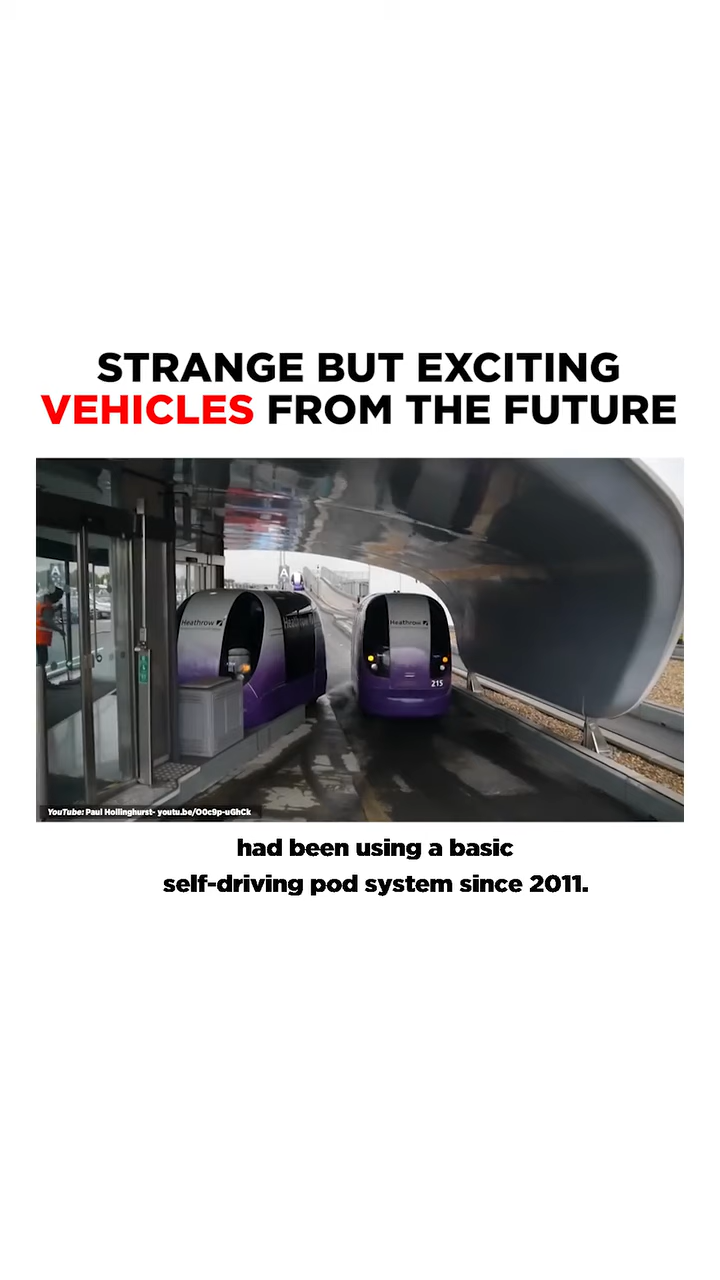 STRANGE BUT EXCITING
VEHICLES FROM THE FUTURE
Heathrow
Heathrow
Heathrow
215
A
YouTube: Paul Hollinghurst- youtu.be/O0c9p-uGhCk
had been using a basic
self-driving pod system since 2011.